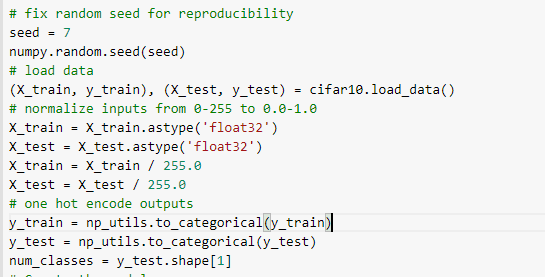 # fix random seed for reproducibility
seed = 7
numpy.random.seed(seed)
# load data
(X_train, y_train), (X_test, y_test) = cifar10.load_data()
# normalize inputs from 0-255 to 0.0-1.0
X_train = X_train.astype('float32')
X_test = X_test.astype('float32')
X_train = X_train / 255.0
X_test = X_test / 255.0
# one hot encode outputs
y_train = np_utils.to_categorical(y_train)
y_test = np_utils.to_categorical(y_test)
num_classes = y_test.shape[1]